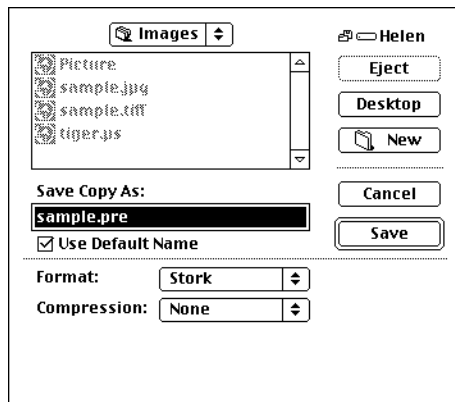 Images
Helen
Picture
sample.jpg
sample.tiff
tiger.ps
Eject
Desktop
New
Save Copy As:
sample.pre
Use Default Name
Cancel
Save
Format: Stork
Compression: None